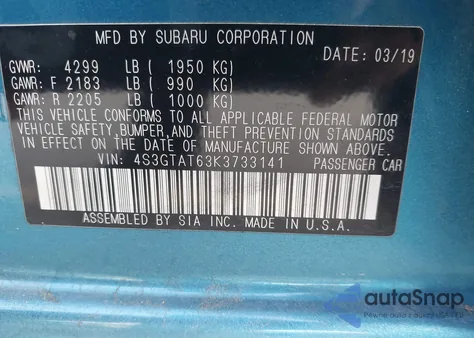 MFD BY SUBARU CORPORATION
DATE: 03/19
GVWR: 4299 LB ( 1950 KG)
GAWR: F 2183 LB ( 990 KG)
GAWR: R 2205 LB ( 1000 KG)
THIS VEHICLE CONFORMS TO ALL APPLICABLE FEDERAL MOTOR
VEHICLE SAFETY,BUMPER,AND THEFT PREVENTION STANDARDS
IN EFFECT ON THE DATE OF MANUFACTURE SHOWN ABOVE.
VIN: 4S3GTAT63K3733141 PASSENGER CAR
ASSEMBLED BY SIA INC. MADE IN U.S.A.
autoSnap